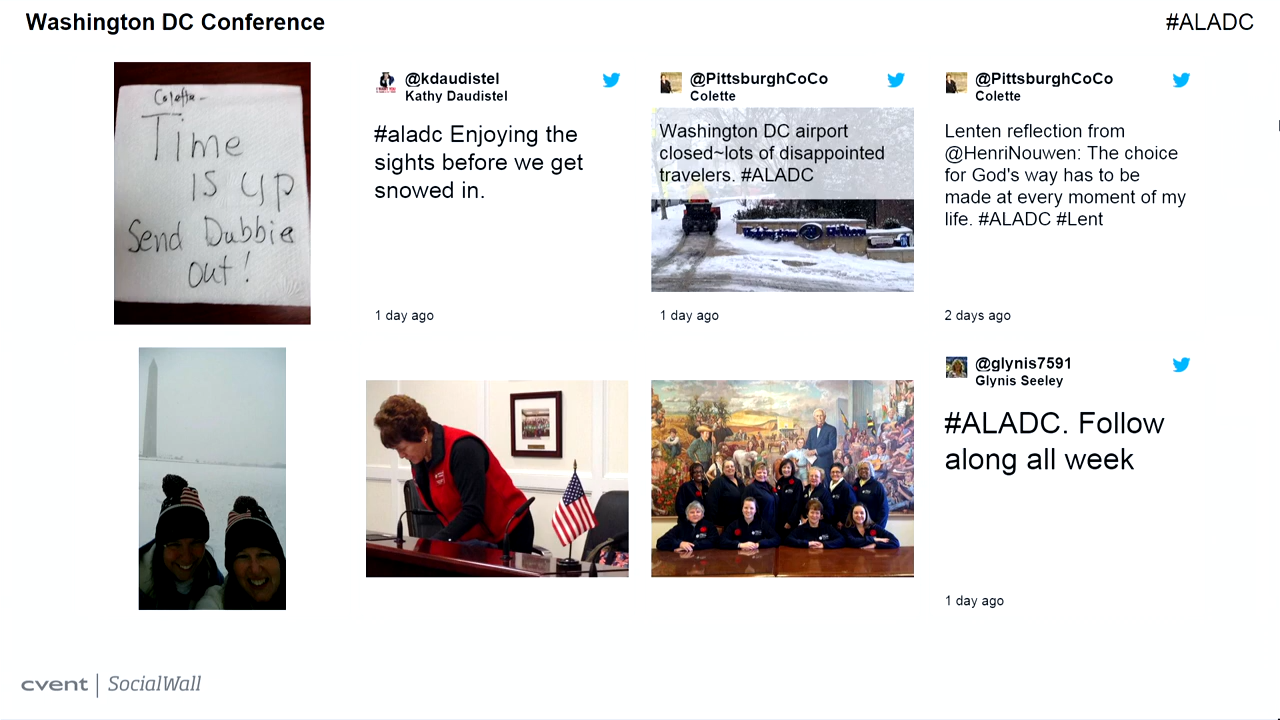 Washington DC Conference
#ALADC
Colette-
Time
is up
Send Dubbie
out!
@kdaudistel
Kathy Daudistel
#aladc Enjoying the
sights before we get
snowed in.
1 day ago
@PittsburghCoCo
Colette
Washington DC airport
closed~lots of disappointed
travelers. #ALADC
1 day ago
@PittsburghCoCo
Colette
Lenten reflection from
@HenriNouwen: The choice
for God's way has to be
made at every moment of my
life. #ALADC #Lent
2 days ago
@glynis7591
Glynis Seeley
#ALADC. Follow
along all week
1 day ago
cvent | SocialWall